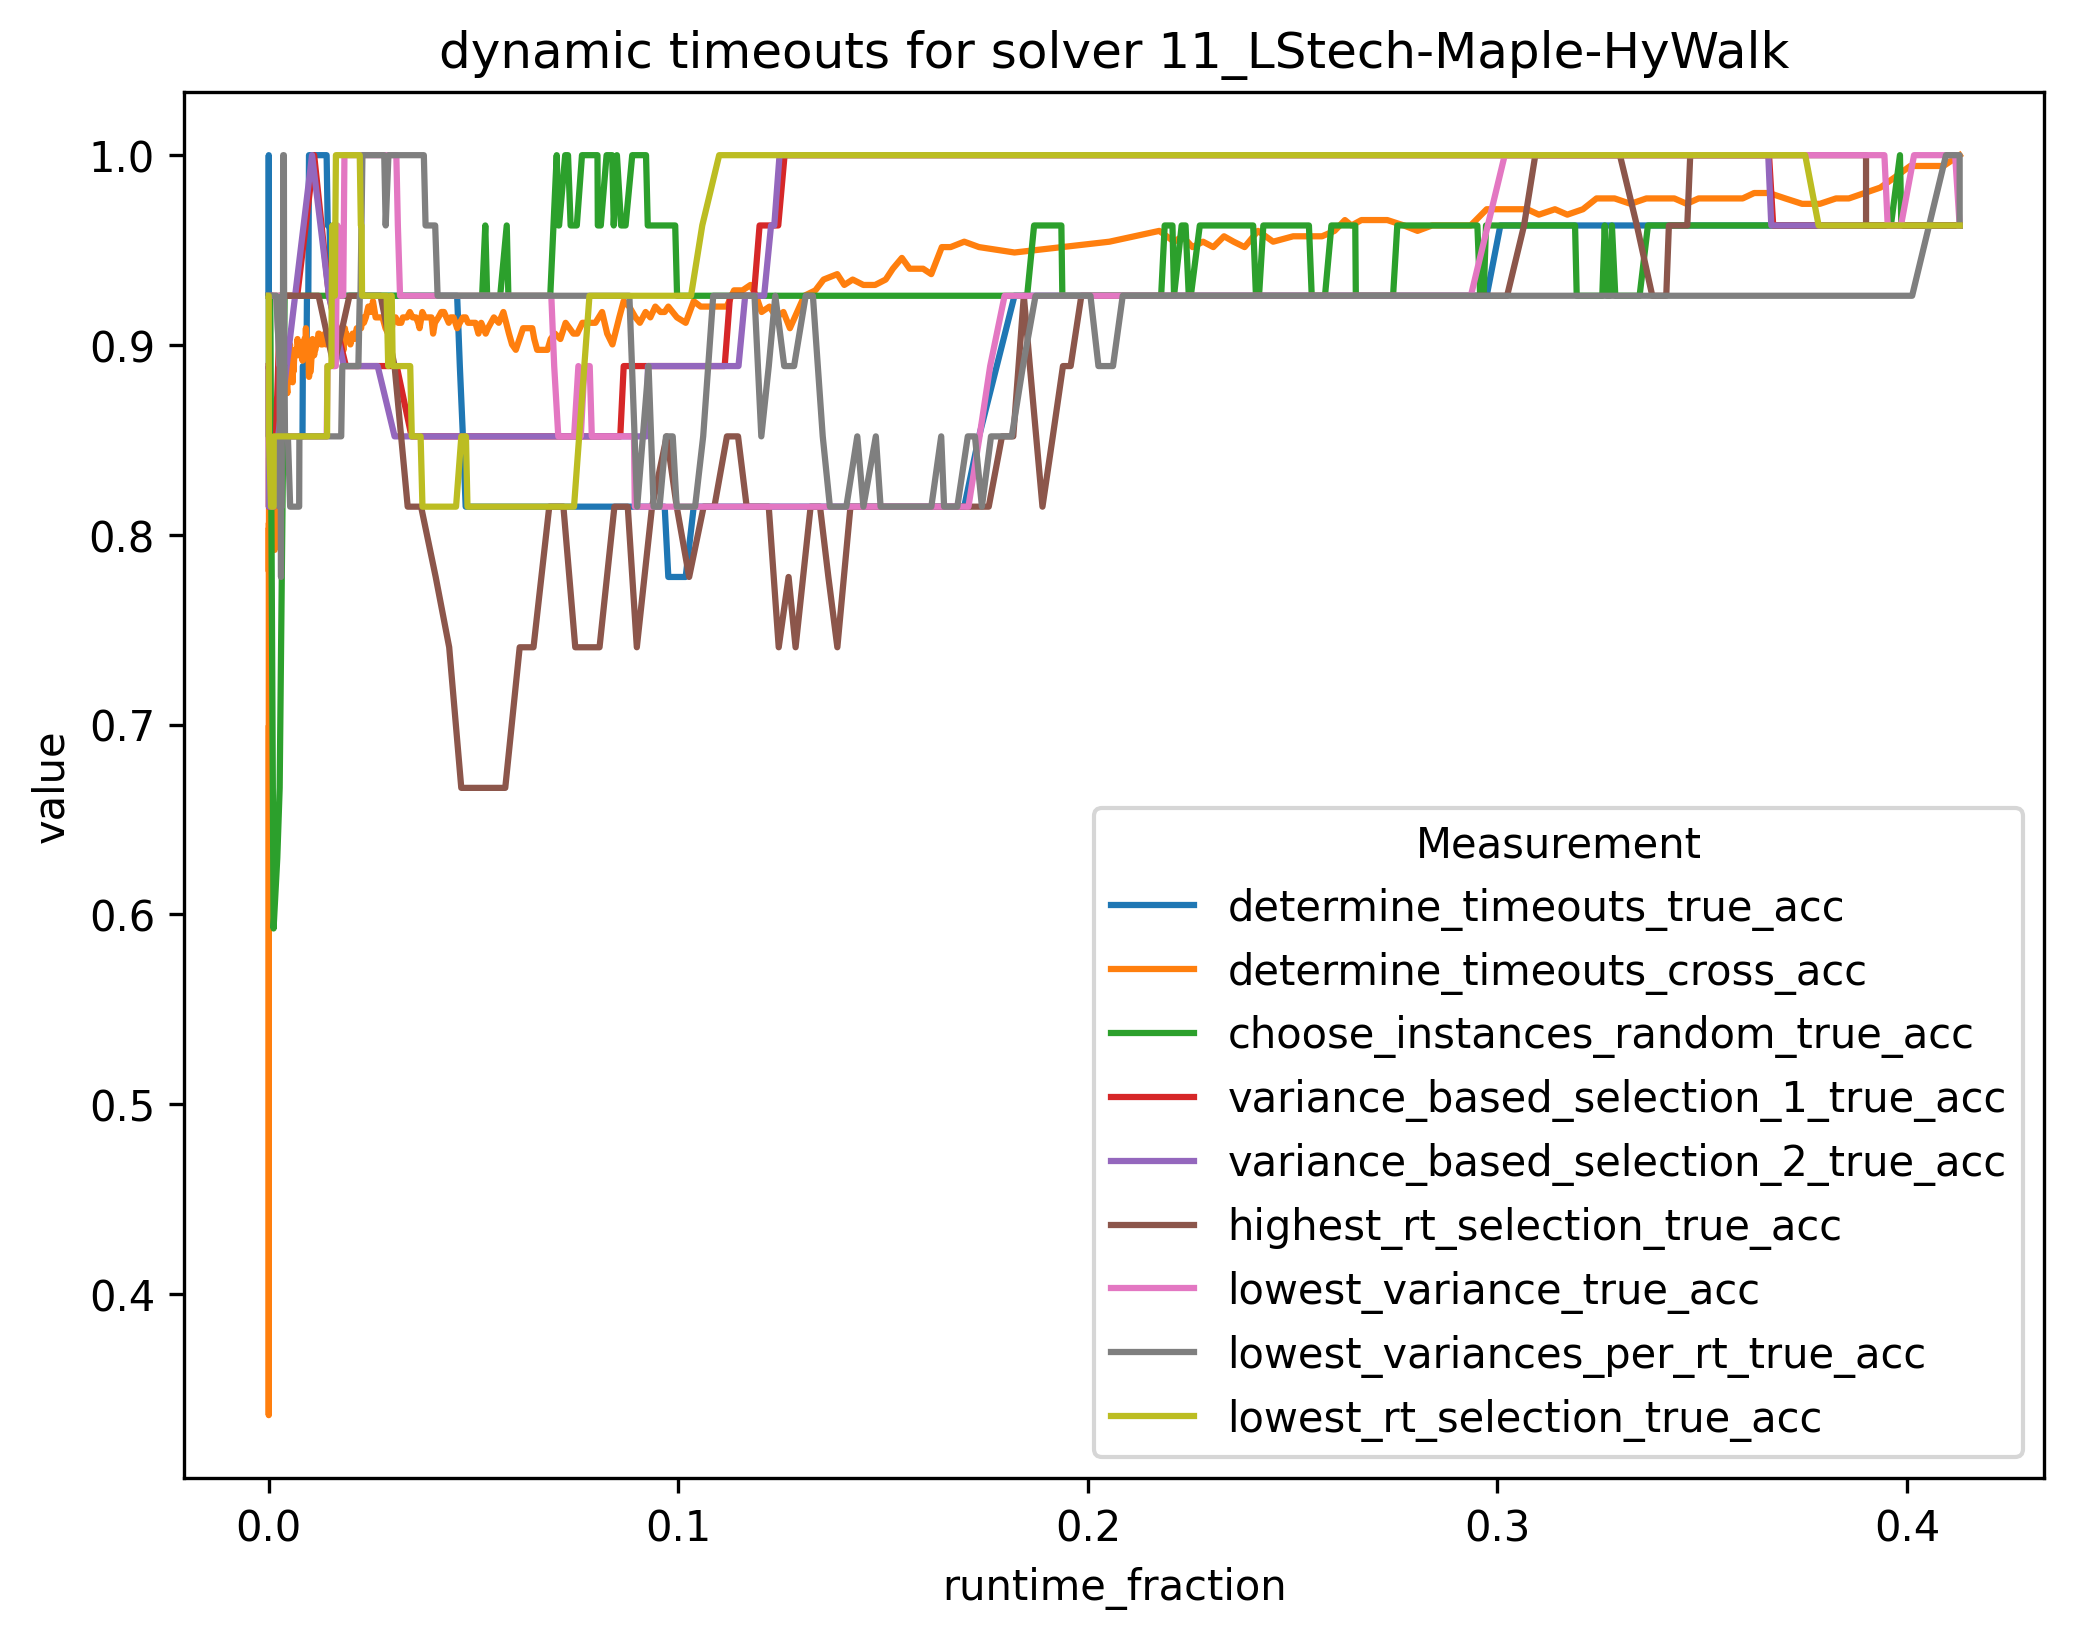 dynamic timeouts for solver 11_LStech-Maple-HyWalk
value
1.0
0.9
0.8
0.7
0.6
0.5
0.4
Measurement
determine_timeouts_true_acc
determine_timeouts_cross_acc
choose_instances_random_true_acc
variance_based_selection_1_true_acc
variance_based_selection_2_true_acc
highest_rt_selection_true_acc
lowest_variance_true_acc
lowest_variances_per_rt_true_acc
lowest_rt_selection_true_acc
0.0 0.1 0.2 0.3 0.4
runtime_fraction